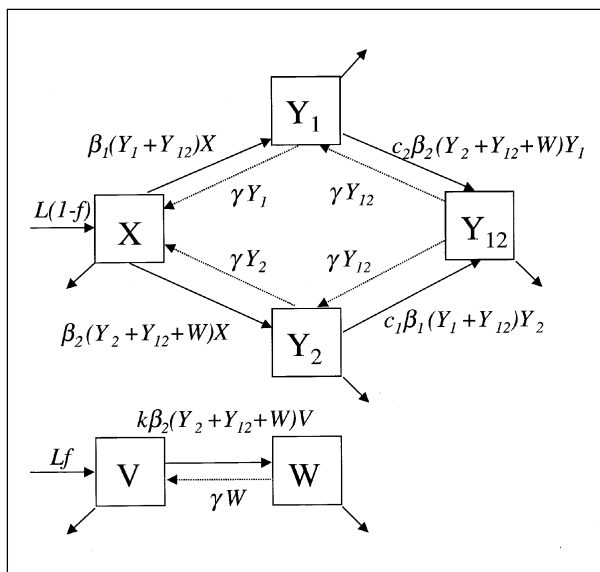 Y₁
β₁(Y₁+Y₁₂)X
c₂β₂(Y₂+Y₁₂+W)Y₁
γY₁
γY₁₂
L(1-f)
X
Y₁₂
γY₂
γY₁₂
β₂(Y₂+Y₁₂+W)X
Y₂
c₁β₁(Y₁+Y₁₂)Y₂
kβ₂(Y₂+Y₁₂+W)V
Lf
V
W
γW